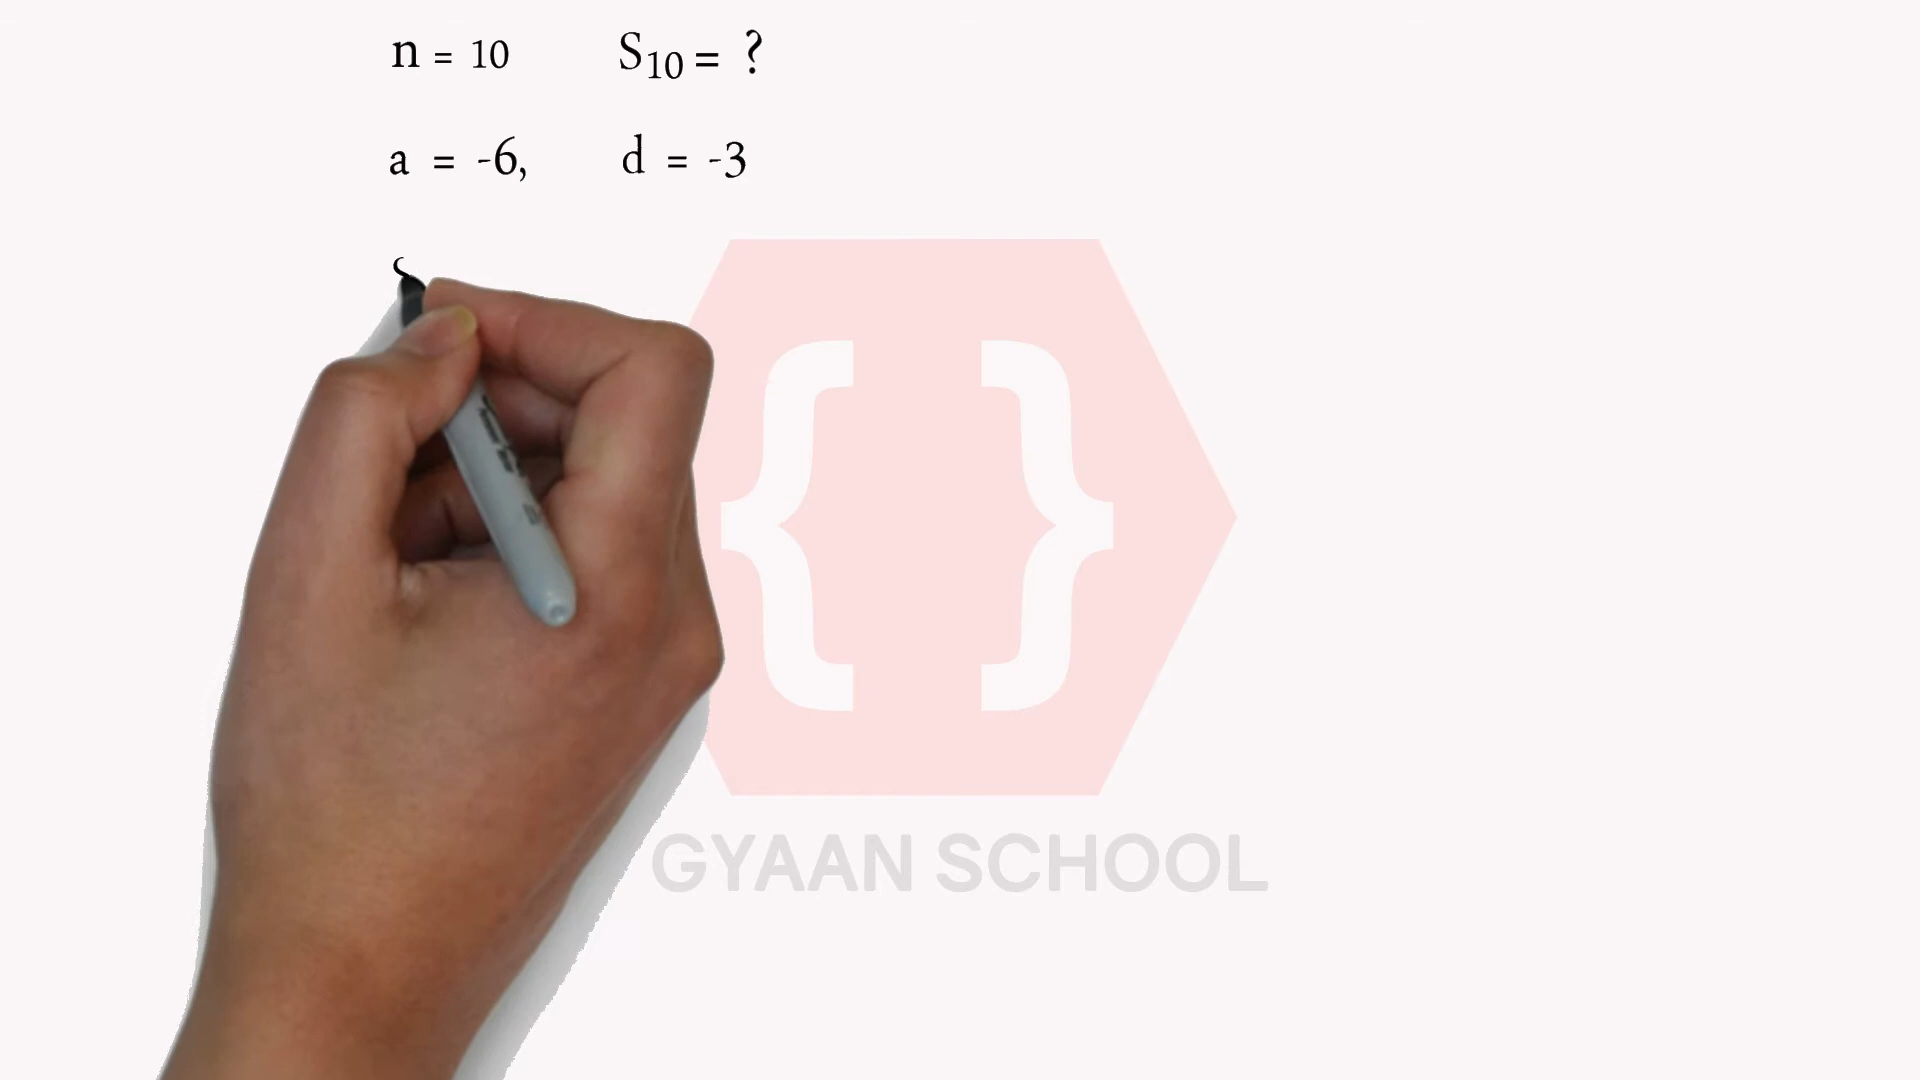 n = 10 S10 = ?
a = -6, d = -3
S
GYAAN SCHOOL